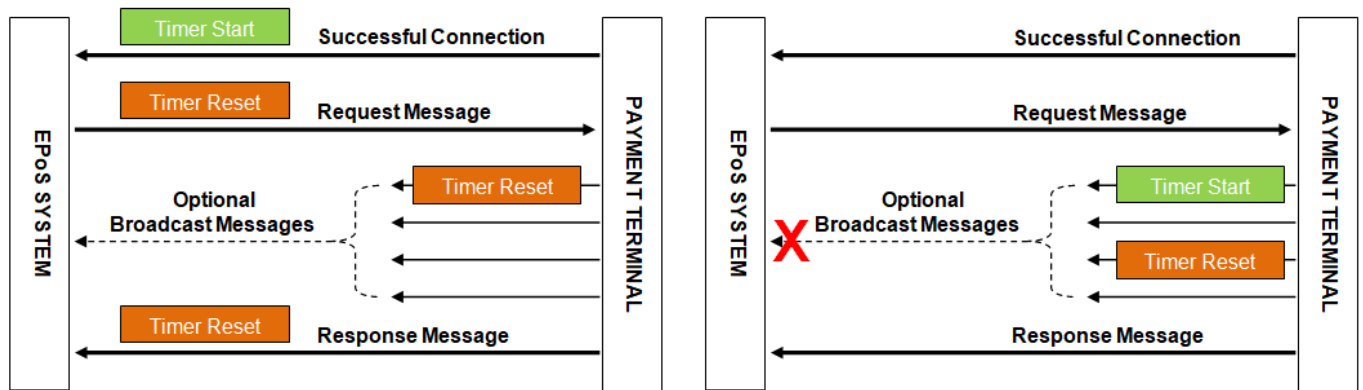 Timer Start
Successful Connection
Timer Reset
Request Message
EPoS SYSTEM
PAYMENT TERMINAL
Timer Reset
Optional
Broadcast Messages
Timer Reset
Response Message
Successful Connection
Request Message
EPoS SYSTEM
PAYMENT TERMINAL
Timer Start
Optional
Broadcast Messages
X
Timer Reset
Response Message